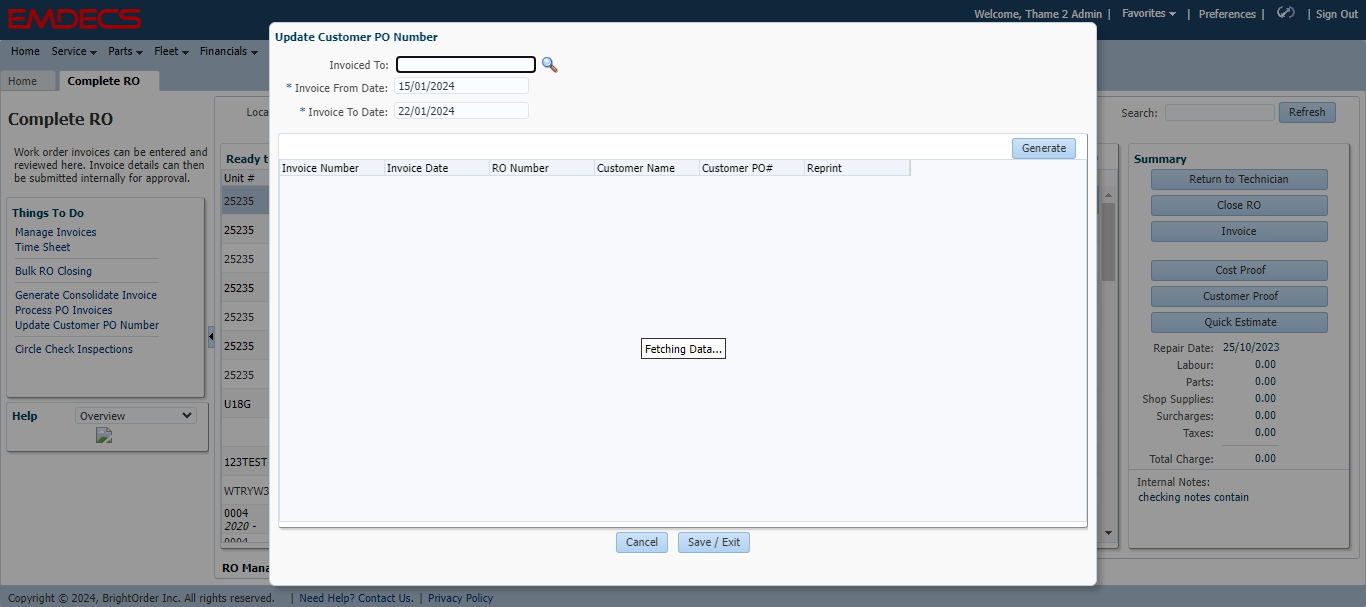 EMDECS
Welcome, Thame 2 Admin | Favorites | Preferences | | Sign Out
Home Service Parts Fleet Financials
Home Complete RO
Complete RO
Work order invoices can be entered and
reviewed here. Invoice details can then
be submitted internally for approval.
Things To Do
Manage Invoices
Time Sheet
Bulk RO Closing
Generate Consolidate Invoice
Process PO Invoices
Update Customer PO Number
Circle Check Inspections
Help Overview
Ready
Unit #
25235
25235
25235
25235
25235
25235
25235
U18G
123TEST
WTRYW3
0004
2020 -
0004
Update Customer PO Number
Invoiced To:
* Invoice From Date: 15/01/2024
* Invoice To Date: 22/01/2024
Generate
Invoice Number Invoice Date RO Number Customer Name Customer PO# Reprint
Fetching Data...
Cancel Save / Exit
Search: Refresh
Summary
Return to Technician
Close RO
Invoice
Cost Proof
Customer Proof
Quick Estimate
Repair Date: 25/10/2023
Labour: 0.00
Parts: 0.00
Shop Supplies: 0.00
Surcharges: 0.00
Taxes: 0.00
Total Charge: 0.00
Internal Notes:
checking notes contain
Copyright © 2024, BrightOrder Inc. All rights reserved. | Need Help? Contact Us. | Privacy Policy